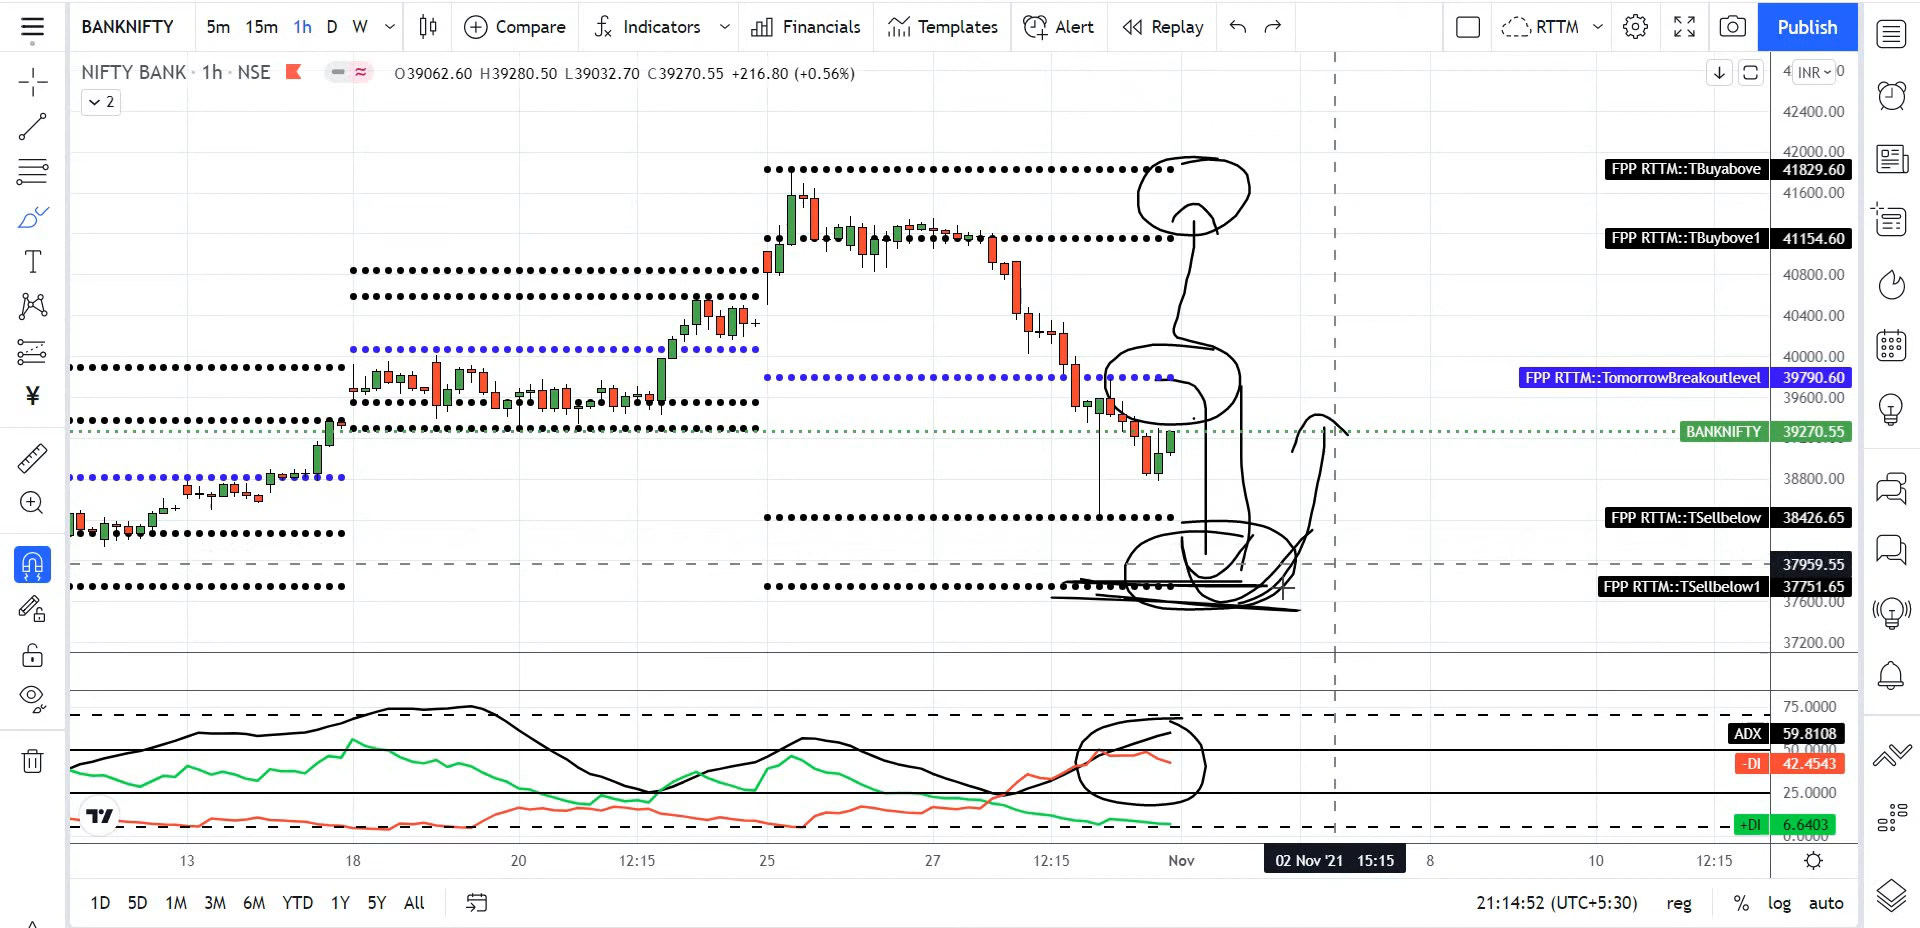 BANKNIFTY 5m 15m 1h D W Compare Indicators Financials Templates Alert Replay RTTM Publish
NIFTY BANK · 1h · NSE O39062.60 H39280.50 L39032.70 C39270.55 +216.80 (+0.56%)
INR
2
42400.00
42000.00
FPP RTTM::TBuyabove 41829.60
41600.00
FPP RTTM::TBuybove1 41154.60
40800.00
40400.00
40000.00
FPP RTTM::TomorrowBreakoutlevel 39790.60
39600.00
BANKNIFTY 39270.55
38800.00
FPP RTTM::TSellbelow 38426.65
37959.55
FPP RTTM::TSellbelow1 37751.65
37600.00
37200.00
75.0000
ADX 59.8108
50.0000
-DI 42.4543
25.0000
+DI 6.6403
0.0000
13 18 20 12:15 25 27 12:15 Nov 02 Nov '21 15:15 8 10 12:15
1D 5D 1M 3M 6M YTD 1Y 5Y All 21:14:52 (UTC+5:30) reg % log auto